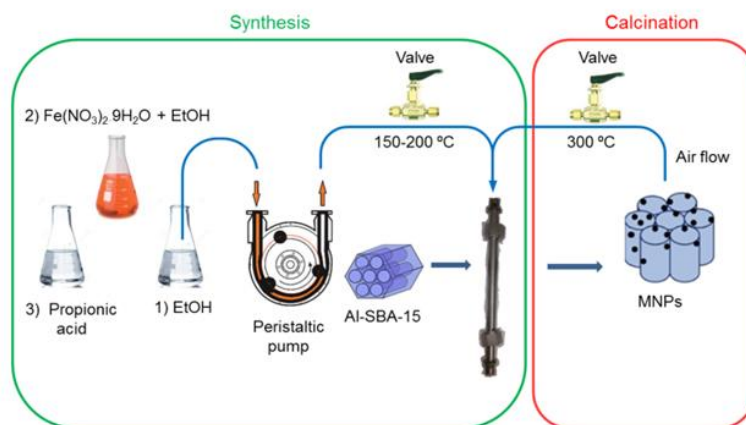 Synthesis
Calcination
Valve
Valve
2) Fe(NO3)2 9H2O + EtOH
150-200 ºC
300 ºC
Air flow
3) Propionic
acid
1) EtOH
Peristaltic
pump
Al-SBA-15
MNPs